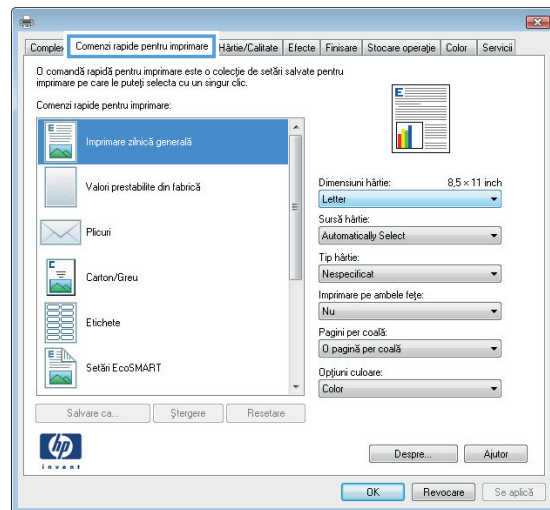 Complex Comenzi rapide pentru imprimare Hârtie/Calitate Efecte Finisare Stocare operaţie Color Servicii
O comandă rapidă pentru imprimare este o colecţie de setări salvate pentru
imprimare pe care le puteţi selecta cu un singur clic.
Comenzi rapide pentru imprimare:
E
Imprimare zilnică generală
Valori prestabilite din fabrică
Plicuri
Carton/Greu
Etichete
Setări EcoSMART
Dimensiuni hârtie: 8,5 × 11 inch
Letter
Sursă hârtie:
Automatically Select
Tip hârtie:
Nespecificat
Imprimare pe ambele feţe:
Nu
Pagini per coală:
O pagină per coală
Opţiuni culoare:
Color
Salvare ca... Ştergere Resetare
hp
invent
Despre... Ajutor
OK Revocare Se aplică